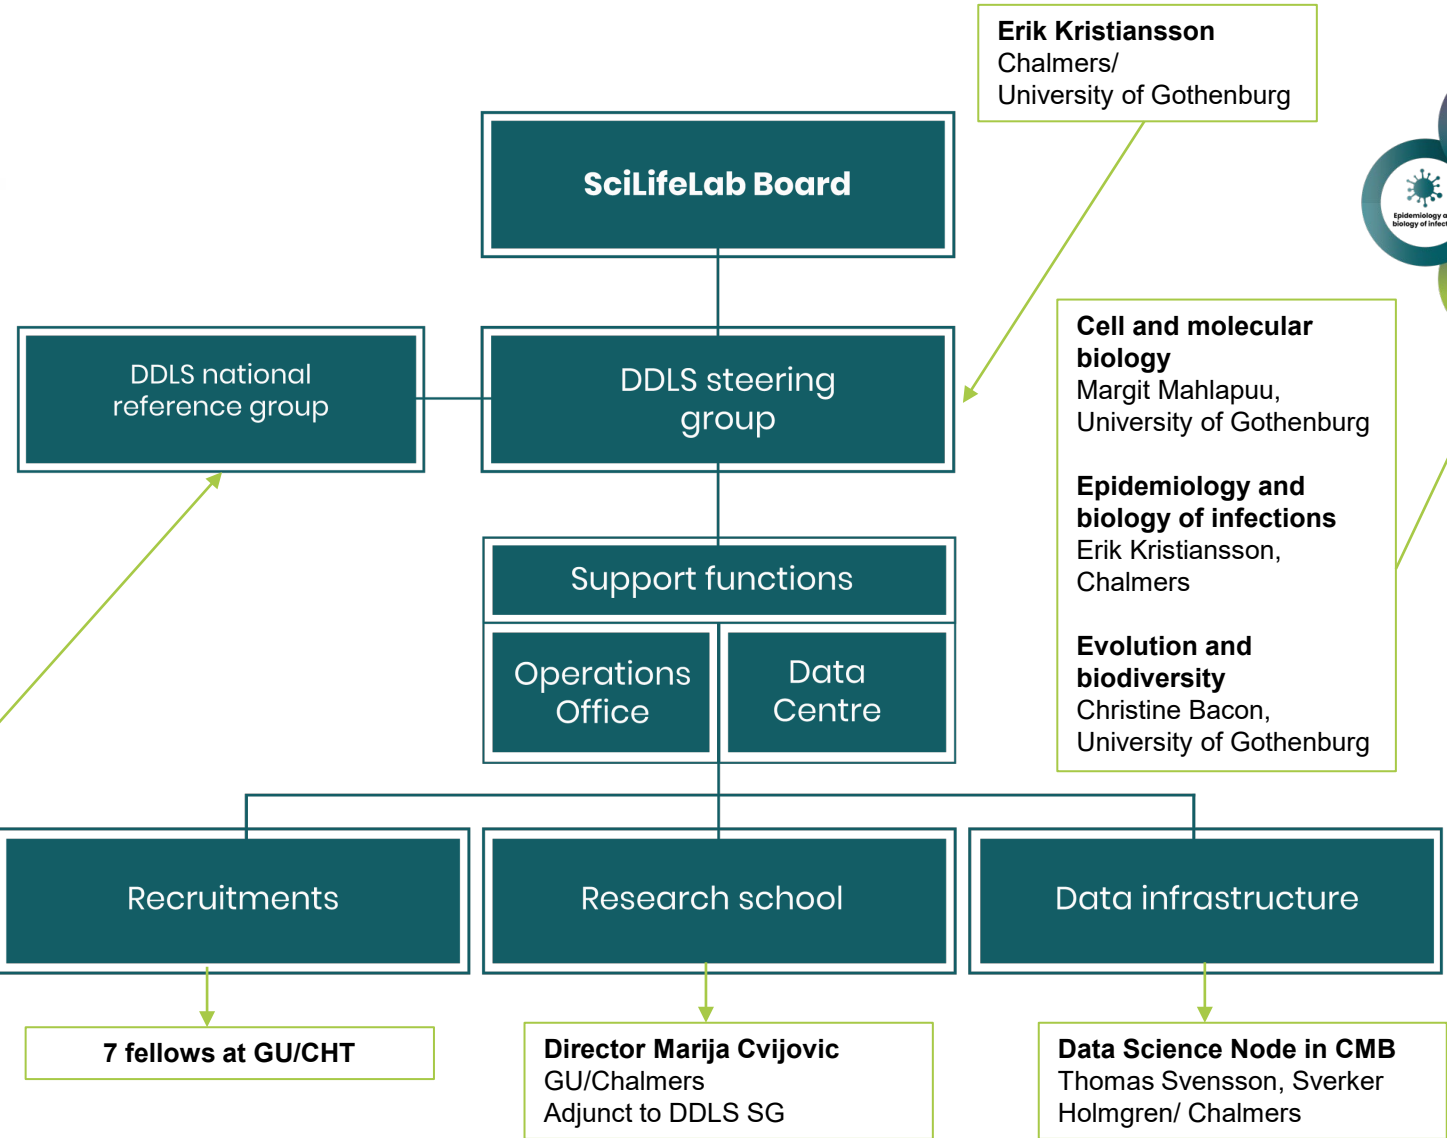 Erik Kristiansson
Chalmers/
University of Gothenburg
SciLifeLab Board
Epidemiology
biology of
DDLS national
reference group
DDLS steering
group
Cell and molecular
biology
Margit Mahlapuu,
University of Gothenburg
Epidemiology and
biology of infections
Erik Kristiansson,
Chalmers
Evolution and
biodiversity
Christine Bacon,
University of Gothenburg
Support functions
Operations
Office
Data
Centre
Recruitments
Research school
Data infrastructure
7 fellows at GU/CHT
Director Marija Cvijovic
GU/Chalmers
Adjunct to DDLS SG
Data Science Node in CMB
Thomas Svensson, Sverker
Holmgren/ Chalmers